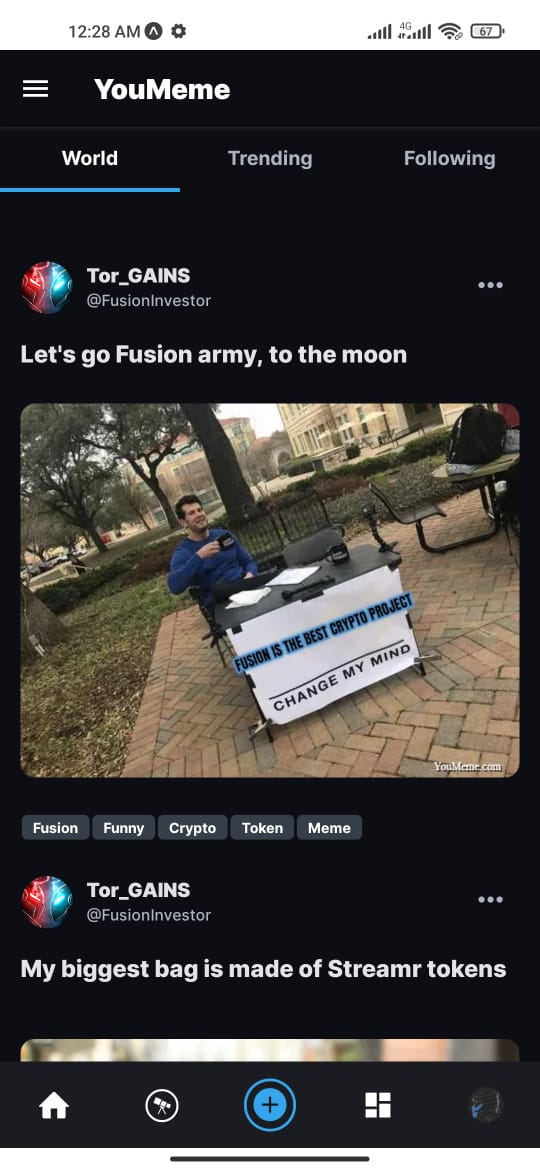 12:28 AM
4G
67
YouMeme
World Trending Following
Tor_GAINS
@FusionInvestor
Let's go Fusion army, to the moon
FUSION IS THE BEST CRYPTO PROJECT
CHANGE MY MIND
YouMeme.com
Fusion Funny Crypto Token Meme
Tor_GAINS
@FusionInvestor
My biggest bag is made of Streamr tokens